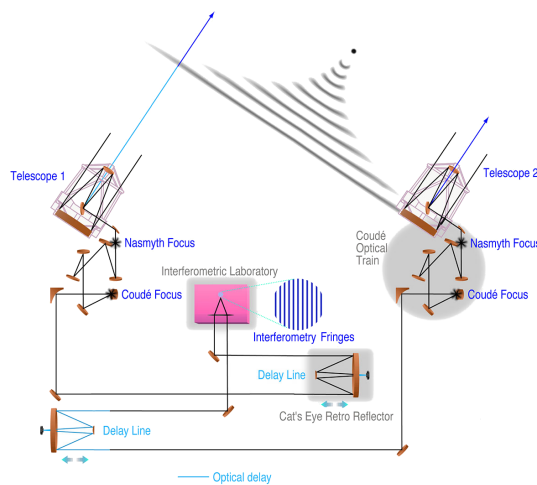 Telescope 1
Telescope 2
Coudé
Optical
Train
Nasmyth Focus
Nasmyth Focus
Interferometric Laboratory
Coudé Focus
Coudé Focus
Interferometry Fringes
Delay Line
Cat's Eye Retro Reflector
Delay Line
Optical delay